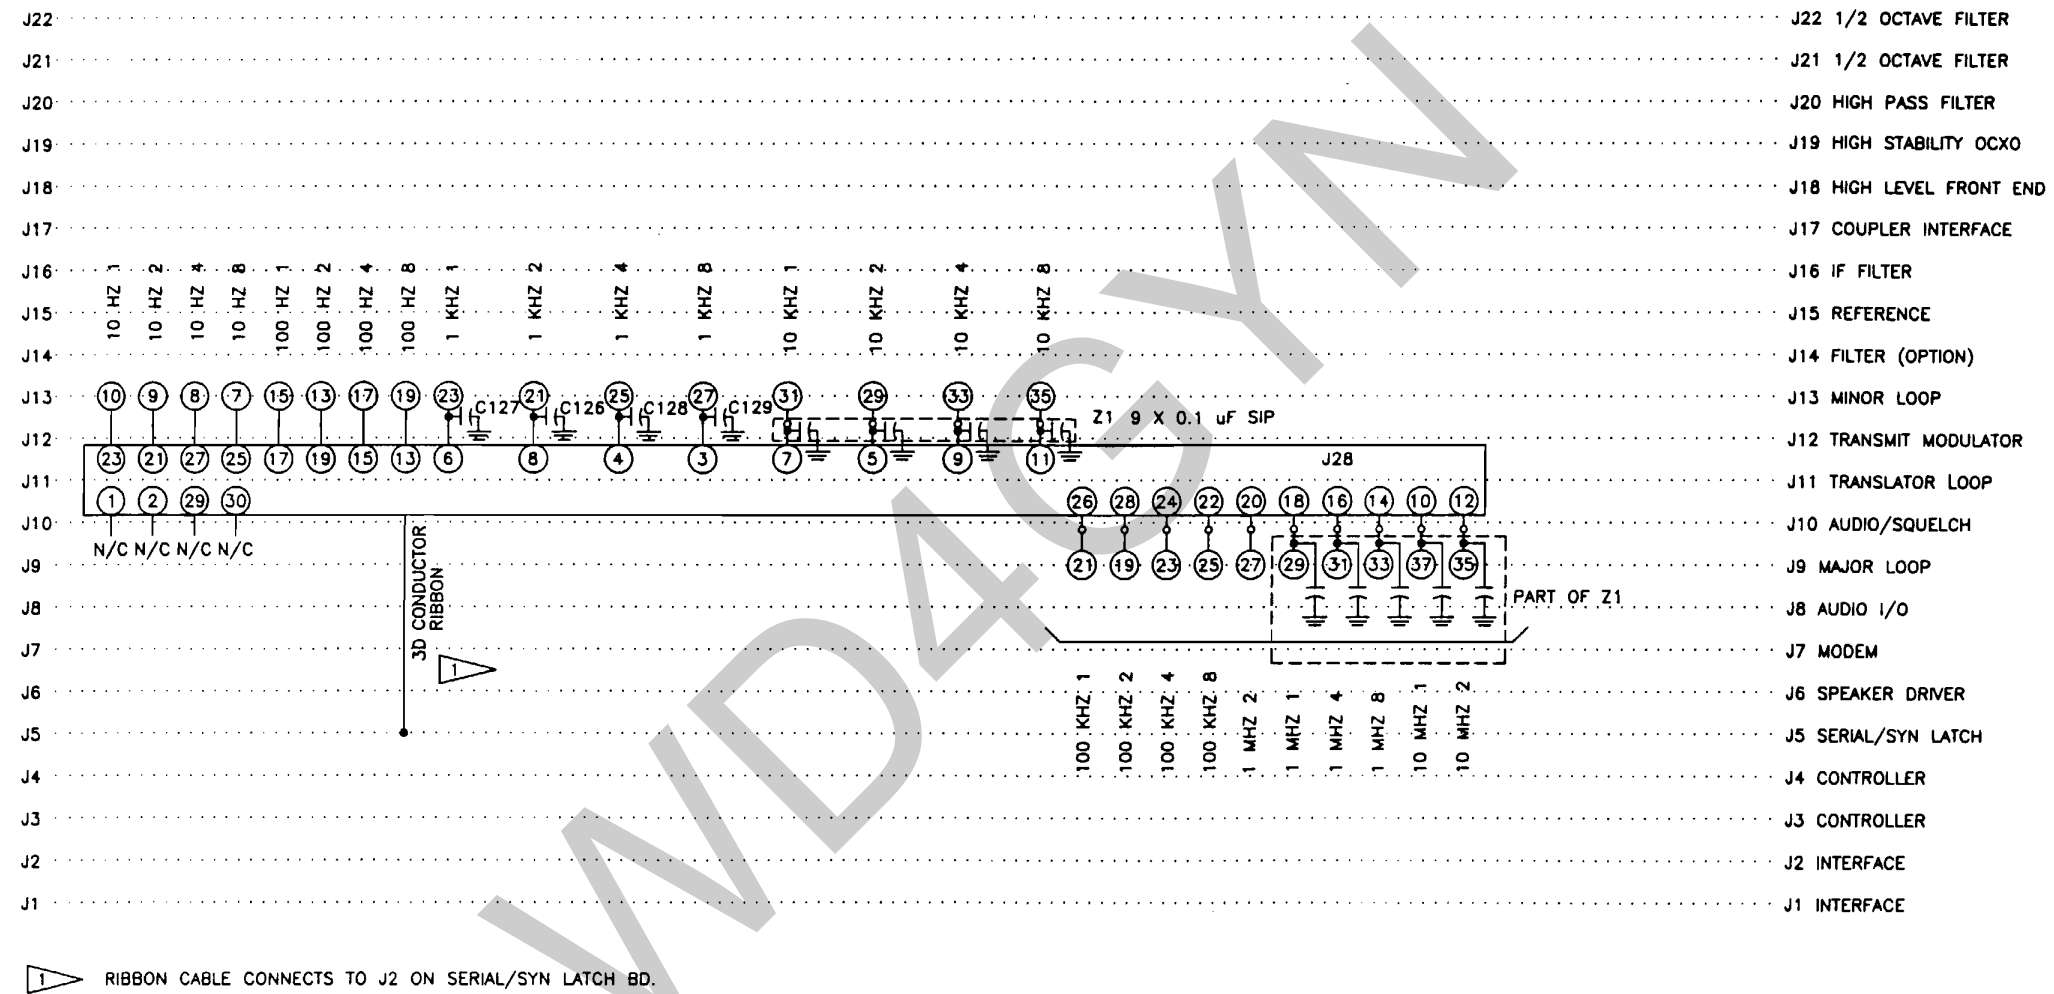 J22 J22 1/2 OCTAVE FILTER
J21 J21 1/2 OCTAVE FILTER
J20 J20 HIGH PASS FILTER
J19 J19 HIGH STABILITY OCXO
J18 J18 HIGH LEVEL FRONT END
J17 J17 COUPLER INTERFACE
J16 J16 IF FILTER
J15 J15 REFERENCE
J14 J14 FILTER (OPTION)
10 HZ 1
10 HZ 2
10 HZ 4
10 HZ 8
100 HZ 1
100 HZ 2
100 HZ 4
100 HZ 8
1 KHZ 1
1 KHZ 2
1 KHZ 4
1 KHZ 8
10 KHZ 1
10 KHZ 2
10 KHZ 4
10 KHZ 8
J13 10 9 8 7 15 13 17 19 23 21 25 27 31 29 33 35 J13 MINOR LOOP
C127 C126 C128 C129
Z1 9 X 0.1 uF SIP
J12 J12 TRANSMIT MODULATOR
23 21 27 25 17 19 15 13 6 8 4 3 7 5 9 11 J28
J11 J11 TRANSLATOR LOOP
1 2 29 30 26 28 24 22 20 18 16 14 10 12
J10 J10 AUDIO/SQUELCH
N/C N/C N/C N/C
J9 21 19 23 25 27 29 31 33 37 35 J9 MAJOR LOOP
3D CONDUCTOR
RIBBON
PART OF Z1
J8 J8 AUDIO I/O
J7 J7 MODEM
1
J6 J6 SPEAKER DRIVER
100 KHZ 1
100 KHZ 2
100 KHZ 4
100 KHZ 8
1 MHZ 2
1 MHZ 1
1 MHZ 4
1 MHZ 8
10 MHZ 1
10 MHZ 2
J5 J5 SERIAL/SYN LATCH
J4 J4 CONTROLLER
J3 J3 CONTROLLER
J2 J2 INTERFACE
J1 J1 INTERFACE
1 RIBBON CABLE CONNECTS TO J2 ON SERIAL/SYN LATCH BD.
WD4GYN